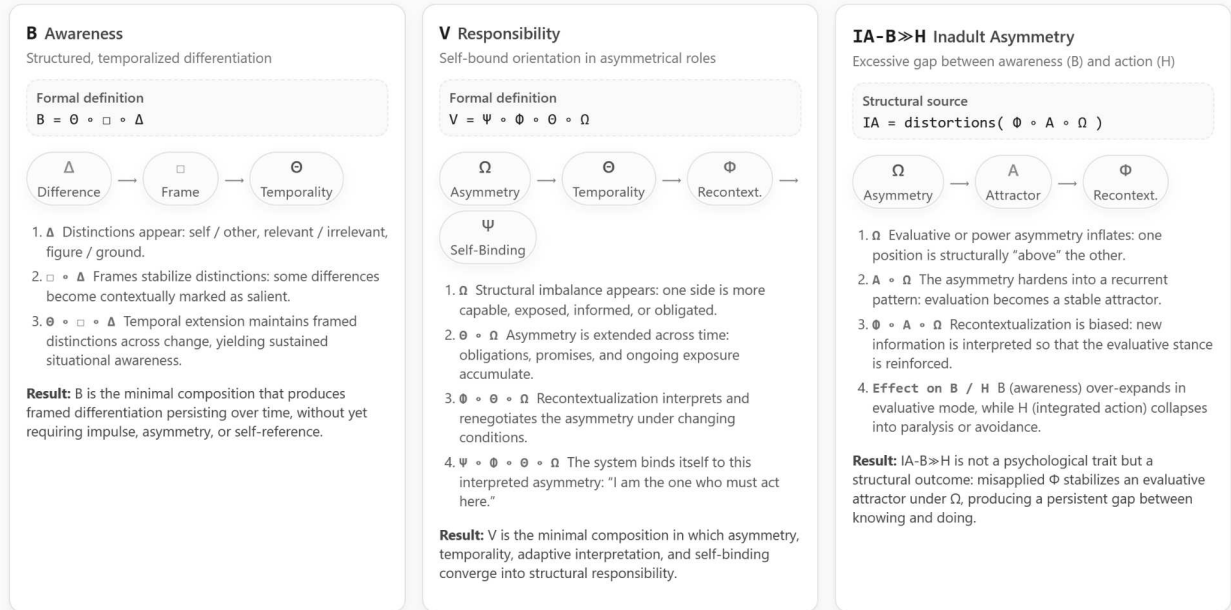 B Awareness
Structured, temporalized differentiation
Formal definition
B = Θ ∘ □ ∘ Δ
Δ
Difference
→
□
Frame
→
Θ
Temporality
1. Δ Distinctions appear: self / other, relevant / irrelevant,
figure / ground.
2. □ ∘ Δ Frames stabilize distinctions: some differences
become contextually marked as salient.
3. Θ ∘ □ ∘ Δ Temporal extension maintains framed
distinctions across change, yielding sustained
situational awareness.
Result: B is the minimal composition that produces
framed differentiation persisting over time, without yet
requiring impulse, asymmetry, or self-reference.
V Responsibility
Self-bound orientation in asymmetrical roles
Formal definition
V = Ψ ∘ Φ ∘ Θ ∘ Ω
Ω
Asymmetry
→
Θ
Temporality
→
Φ
Recontext.
→
Ψ
Self-Binding
1. Ω Structural imbalance appears: one side is more
capable, exposed, informed, or obligated.
2. Θ ∘ Ω Asymmetry is extended across time:
obligations, promises, and ongoing exposure
accumulate.
3. Φ ∘ Θ ∘ Ω Recontextualization interprets and
renegotiates the asymmetry under changing
conditions.
4. Ψ ∘ Φ ∘ Θ ∘ Ω The system binds itself to this
interpreted asymmetry: “I am the one who must act
here.”
Result: V is the minimal composition in which asymmetry,
temporality, adaptive interpretation, and self-binding
converge into structural responsibility.
IA-B≫H Inadult Asymmetry
Excessive gap between awareness (B) and action (H)
Structural source
IA = distortions( Φ ∘ A ∘ Ω )
Ω
Asymmetry
→
A
Attractor
→
Φ
Recontext.
1. Ω Evaluative or power asymmetry inflates: one
position is structurally “above” the other.
2. A ∘ Ω The asymmetry hardens into a recurrent
pattern: evaluation becomes a stable attractor.
3. Φ ∘ A ∘ Ω Recontextualization is biased: new
information is interpreted so that the evaluative stance
is reinforced.
4. Effect on B / H B (awareness) over-expands in
evaluative mode, while H (integrated action) collapses
into paralysis or avoidance.
Result: IA-B≫H is not a psychological trait but a
structural outcome: misapplied Φ stabilizes an evaluative
attractor under Ω, producing a persistent gap between
knowing and doing.